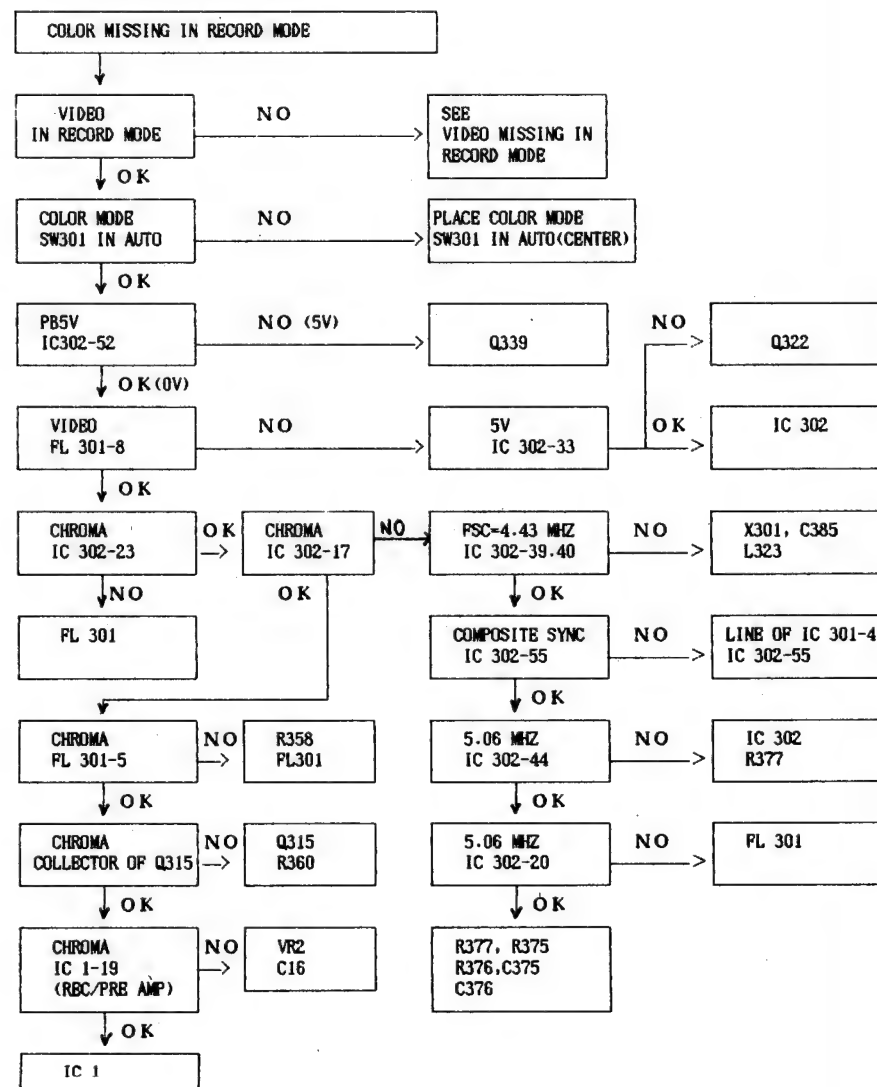 COLOR MISSING IN RECORD MODE
VIDEO
IN RECORD MODE
NO
SEE
VIDEO MISSING IN
RECORD MODE
OK
COLOR MODE
SW301 IN AUTO
NO
PLACE COLOR MODE
SW301 IN AUTO(CENTER)
OK
PB5V
IC302-52
NO (5V)
Q339
NO
Q322
OK(0V)
VIDEO
FL 301-8
NO
5V
IC 302-33
OK
IC 302
OK
CHROMA
IC 302-23
OK
CHROMA
IC 302-17
NO
FSC=4.43 MHZ
IC 302-39.40
NO
X301, C385
L323
NO
OK
OK
FL 301
COMPOSITE SYNC
IC 302-55
NO
LINE OF IC 301-4
IC 302-55
OK
CHROMA
FL 301-5
NO
R358
FL301
5.06 MHZ
IC 302-44
NO
IC 302
R377
OK
OK
CHROMA
COLLECTOR OF Q315
NO
Q315
R360
5.06 MHZ
IC 302-20
NO
FL 301
OK
OK
CHROMA
IC 1-19
(REC/PRE AMP)
NO
VR2
C16
R377, R375
R376.C375
C376
OK
IC 1